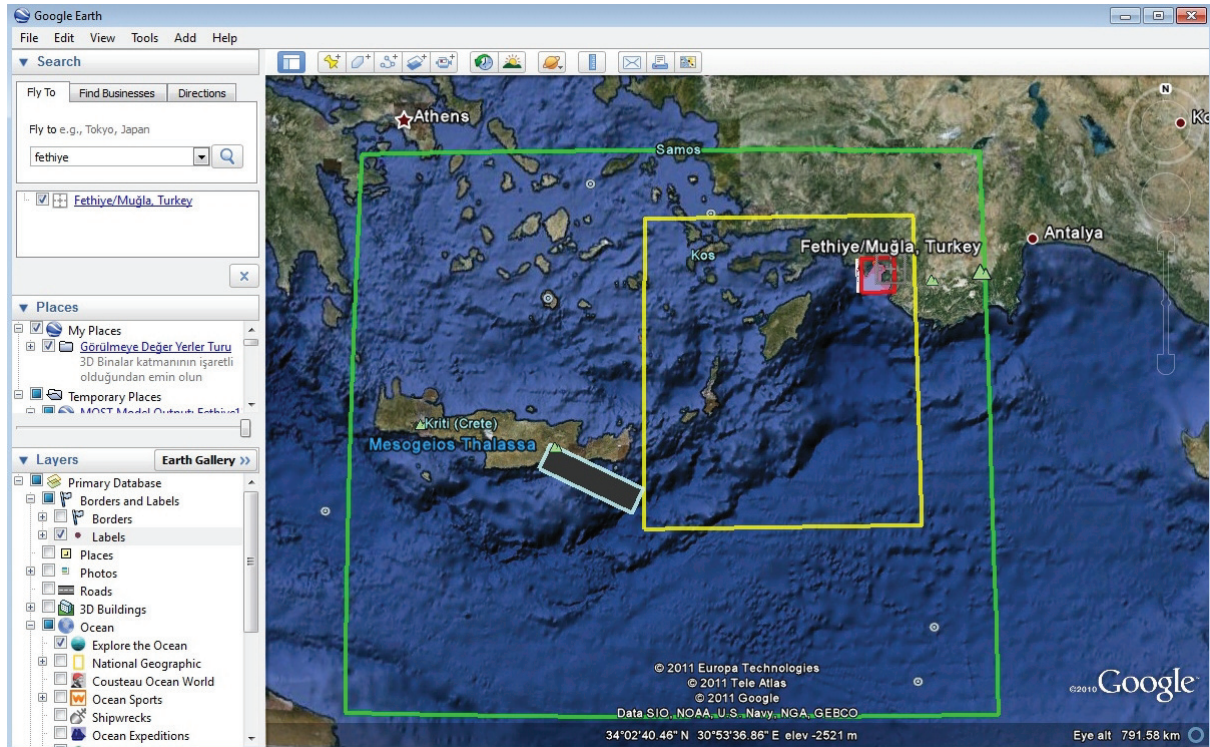 Google Earth
File Edit View Tools Add Help
Search
Fly To Find Businesses Directions
Fly to e.g., Tokyo, Japan
fethiye
Fethiye/Muğla, Turkey
Places
My Places
Görülmeye Değer Yerler Turu
3D Binalar katmanının işaretli
olduğundan emin olun
Temporary Places
MOST Model Output: Fethiye1
Layers Earth Gallery >>
Primary Database
Borders and Labels
Borders
Labels
Places
Photos
Roads
3D Buildings
Ocean
Explore the Ocean
National Geographic
Cousteau Ocean World
Ocean Sports
Shipwrecks
Ocean Expeditions
N
Athens
Samos
Antalya
Fethiye/Muğla, Turkey
Kos
Kriti (Crete)
Mesogeios Thalassa
© 2011 Europa Technologies
© 2011 Tele Atlas
© 2011 Google
Data SIO, NOAA, U.S. Navy, NGA, GEBCO
©2010 Google
34°02'40.46" N 30°53'36.86" E elev -2521 m
Eye alt 791.58 km